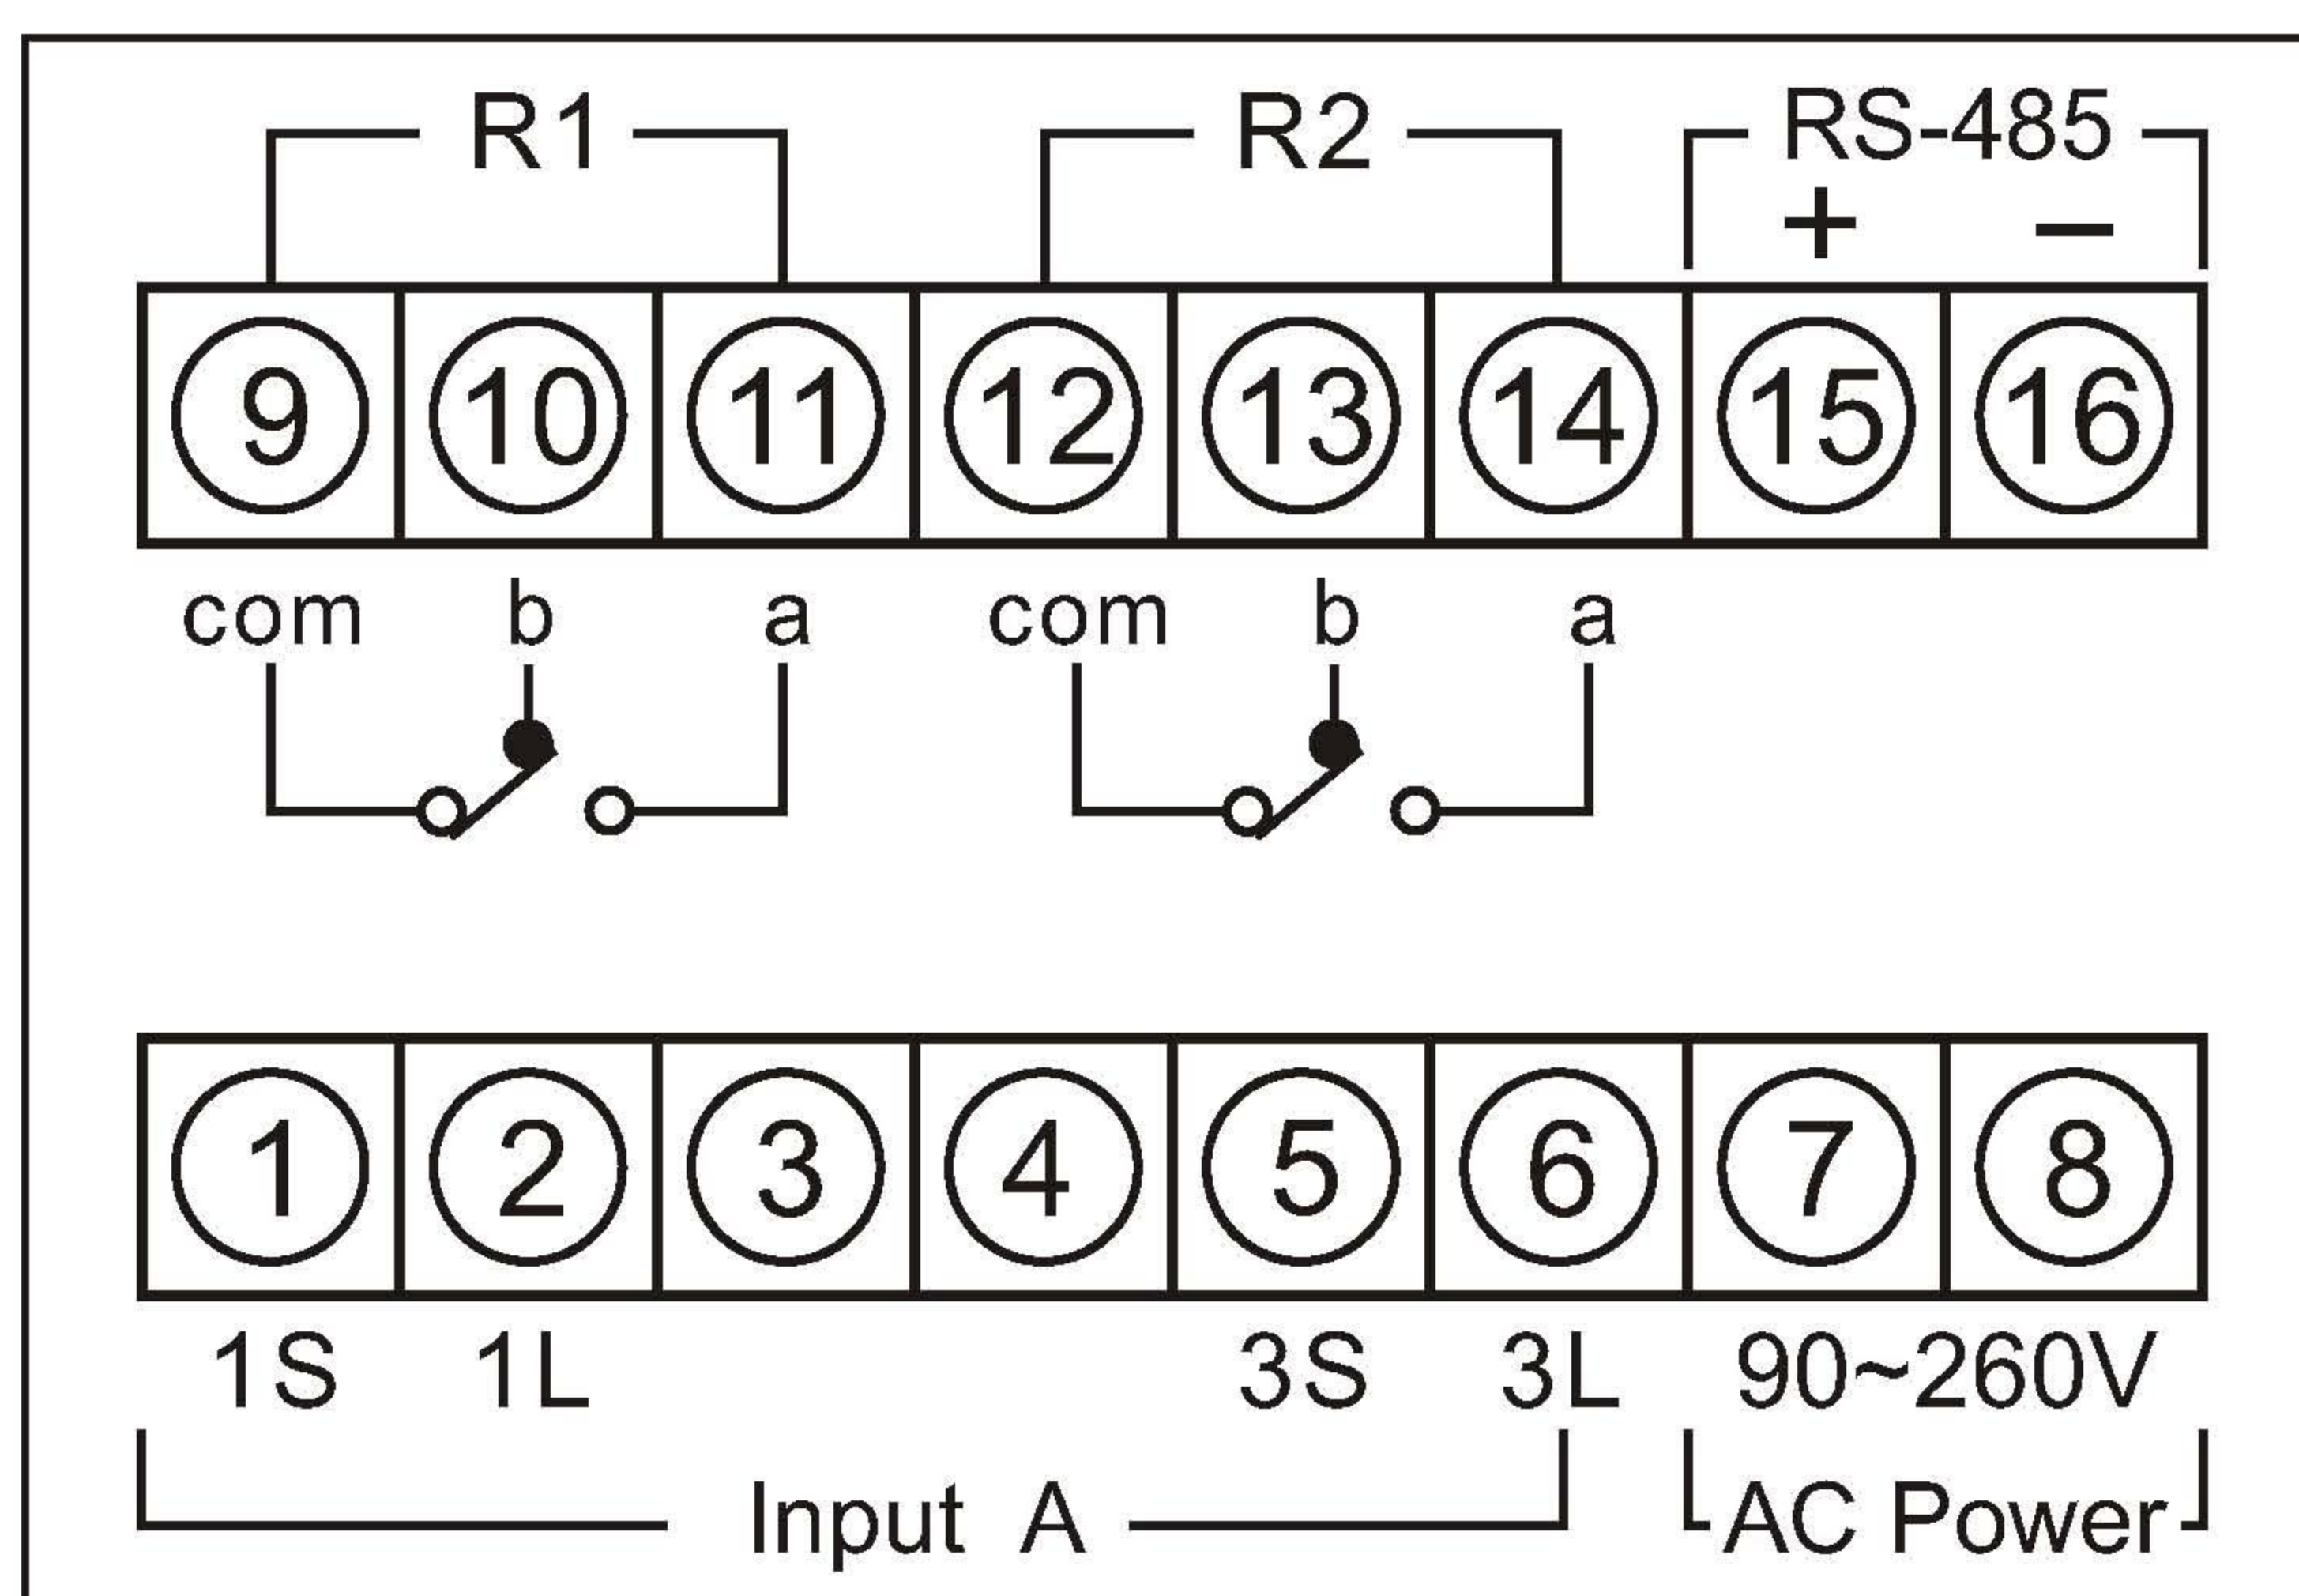 R1 R2 RS-485
+ −
9 10 11 12 13 14 15 16
com b a com b a
1 2 3 4 5 6 7 8
1S 1L 3S 3L 90~260V
Input A AC Power